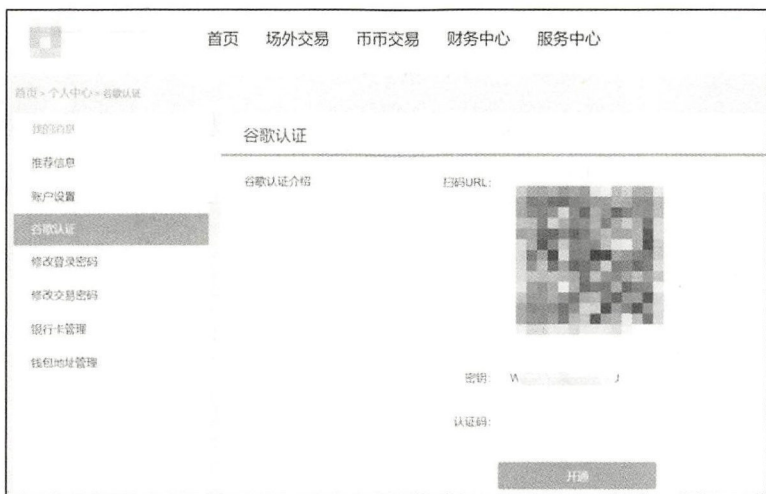 首页 场外交易 币币交易 财务中心 服务中心
首页 > 个人中心 > 谷歌认证
我的消息
推荐信息
账户设置
谷歌认证
修改登录密码
修改交易密码
银行卡管理
钱包地址管理
谷歌认证
谷歌认证介绍
扫码URL:
密钥:
认证码:
开通